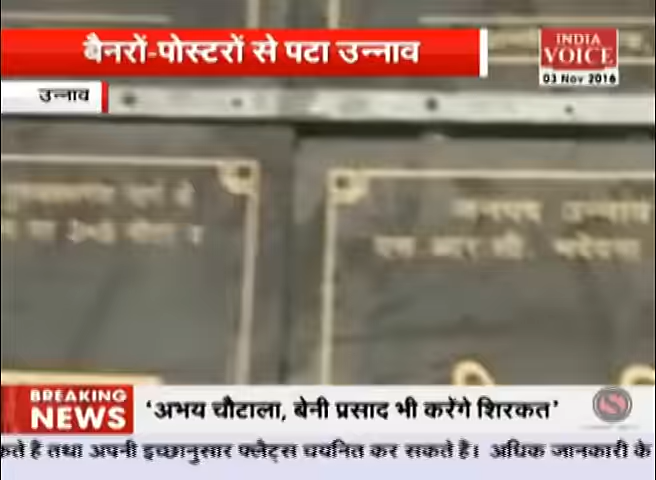 बैनरों-पोस्टरों से पटा उन्नाव
INDIA
VOICE
03 Nov 2016
उन्नाव
जनपद उन्नाव
BREAKING
NEWS
'अभय चौटाला, बेनी प्रसाद भी करेंगे शिरकत'
कते हैं तथा अपनी इच्छानुसार फ्लैट्स चयनित कर सकते हैं। अधिक जानकारी के